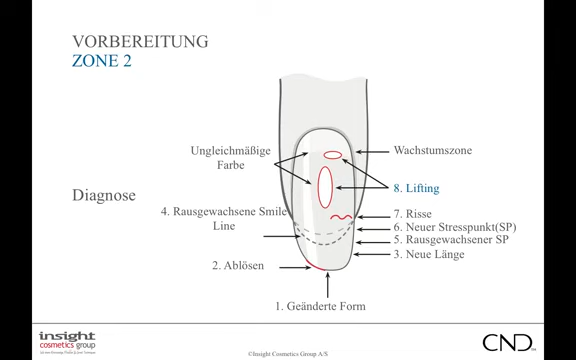 VORBEREITUNG
ZONE 2
Ungleichmäßige
Farbe
Wachstumszone
Diagnose
8. Lifting
4. Rausgewachsene Smile
Line
7. Risse
6. Neuer Stresspunkt(SP)
5. Rausgewachsener SP
3. Neue Länge
2. Ablösen
1. Geänderte Form
insight
cosmetics group
©Insight Cosmetics Group A/S
CND